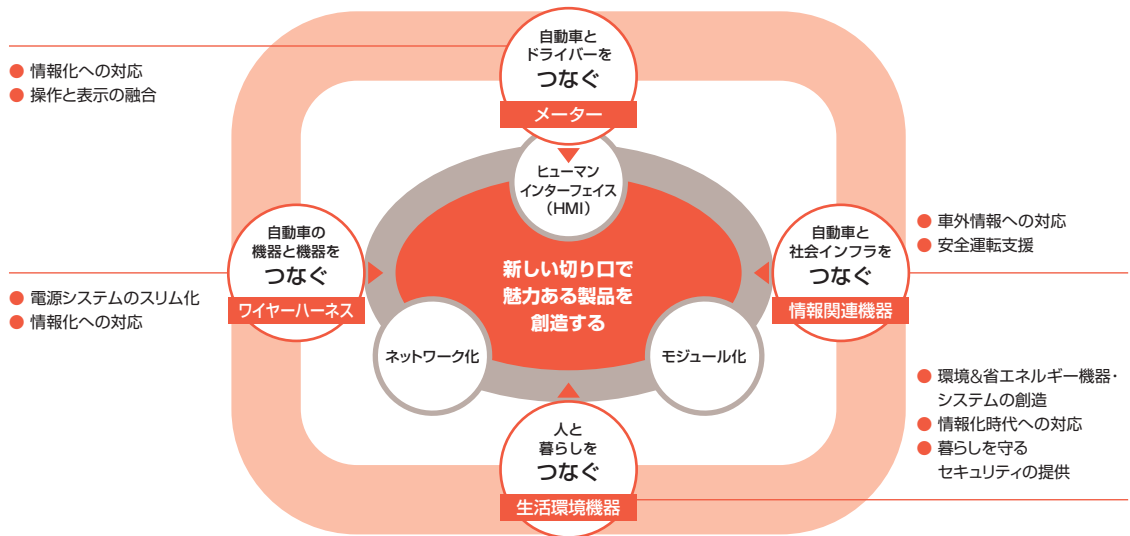 自動車と
ドライバーを
つなぐ
メーター
● 情報化への対応
● 操作と表示の融合
ヒューマン
インターフェイス
（HMI）
自動車の
機器と機器を
つなぐ
ワイヤーハーネス
● 電源システムのスリム化
● 情報化への対応
新しい切り口で
魅力ある製品を
創造する
自動車と
社会インフラを
つなぐ
情報関連機器
● 車外情報への対応
● 安全運転支援
ネットワーク化
モジュール化
人と
暮らしを
つなぐ
生活環境機器
● 環境&省エネルギー機器・
システムの創造
● 情報化時代への対応
● 暮らしを守る
セキュリティの提供